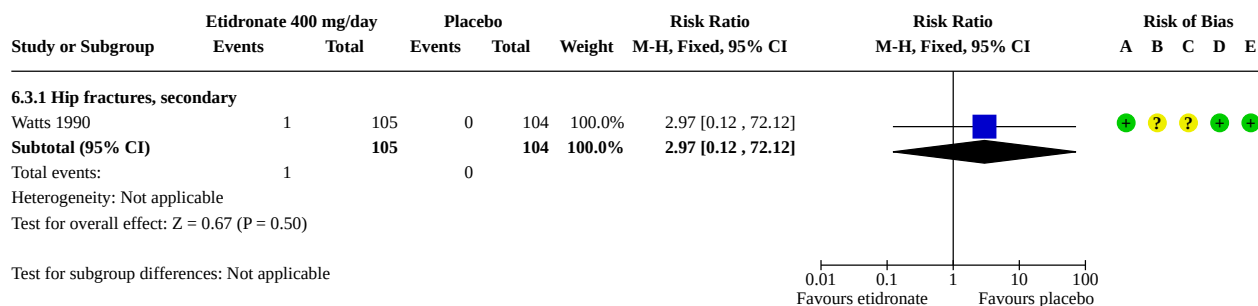 Etidronate 400 mg/day Placebo Risk Ratio Risk Ratio Risk of Bias
Study or Subgroup Events Total Events Total Weight M-H, Fixed, 95% CI M-H, Fixed, 95% CI A B C D E
6.3.1 Hip fractures, secondary
Watts 1990 1 105 0 104 100.0% 2.97 [0.12 , 72.12] + ? ? + +
Subtotal (95% CI) 105 104 100.0% 2.97 [0.12 , 72.12]
Total events: 1 0
Heterogeneity: Not applicable
Test for overall effect: Z = 0.67 (P = 0.50)
Test for subgroup differences: Not applicable
0.01 0.1 1 10 100
Favours etidronate Favours placebo